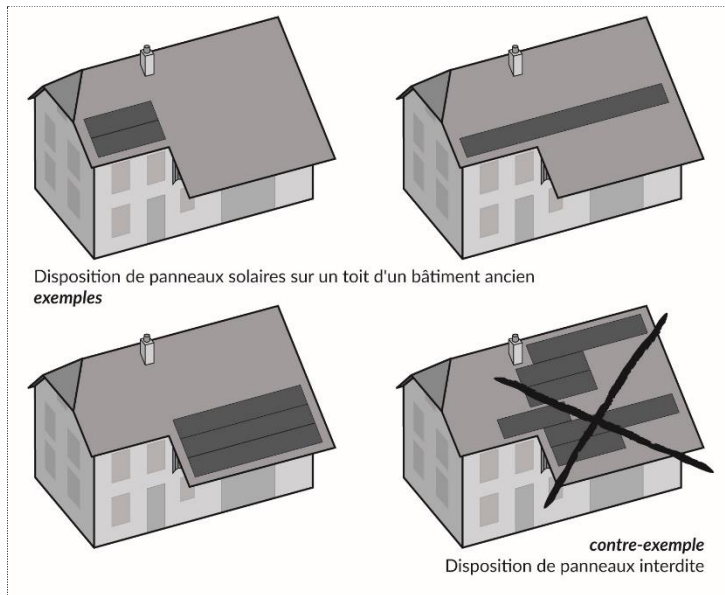 Disposition de panneaux solaires sur un toit d'un bâtiment ancien
exemples
contre-exemple
Disposition de panneaux interdite